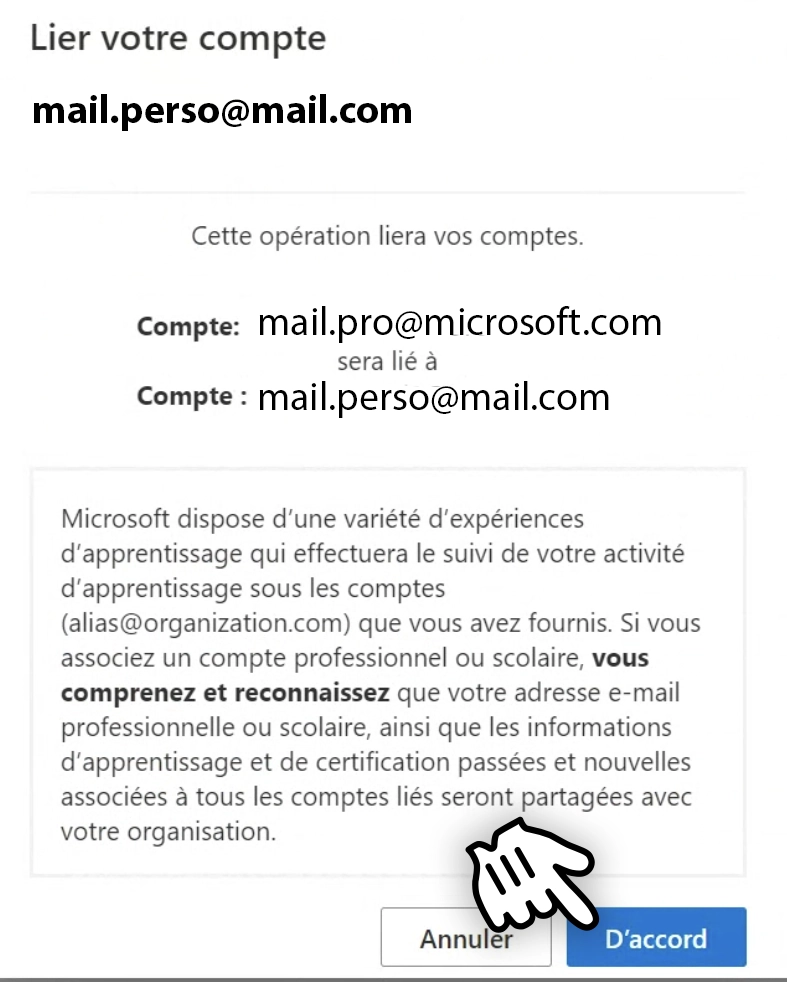 Lier votre compte
mail.perso@mail.com
Cette opération liera vos comptes.
Compte: mail.pro@microsoft.com
sera lié à
Compte : mail.perso@mail.com
Microsoft dispose d’une variété d’expériences
d’apprentissage qui effectuera le suivi de votre activité
d’apprentissage sous les comptes
(alias@organization.com) que vous avez fournis. Si vous
associez un compte professionnel ou scolaire, vous
comprenez et reconnaissez que votre adresse e-mail
professionnelle ou scolaire, ainsi que les informations
d’apprentissage et de certification passées et nouvelles
associées à tous les comptes liés seront partagées avec
votre organisation.
Annuler D’accord